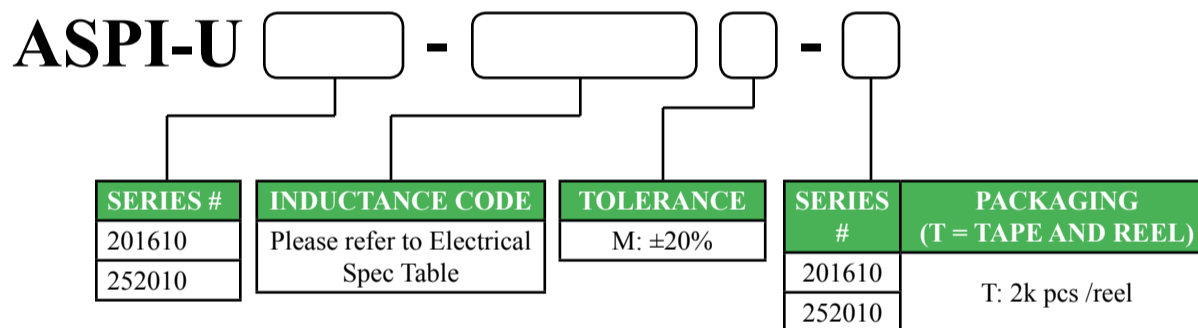 ASPI-U - -
SERIES #
201610
252010
INDUCTANCE CODE
Please refer to Electrical
Spec Table
TOLERANCE
M: ±20%
SERIES
#
PACKAGING
(T = TAPE AND REEL)
201610
252010
T: 2k pcs /reel